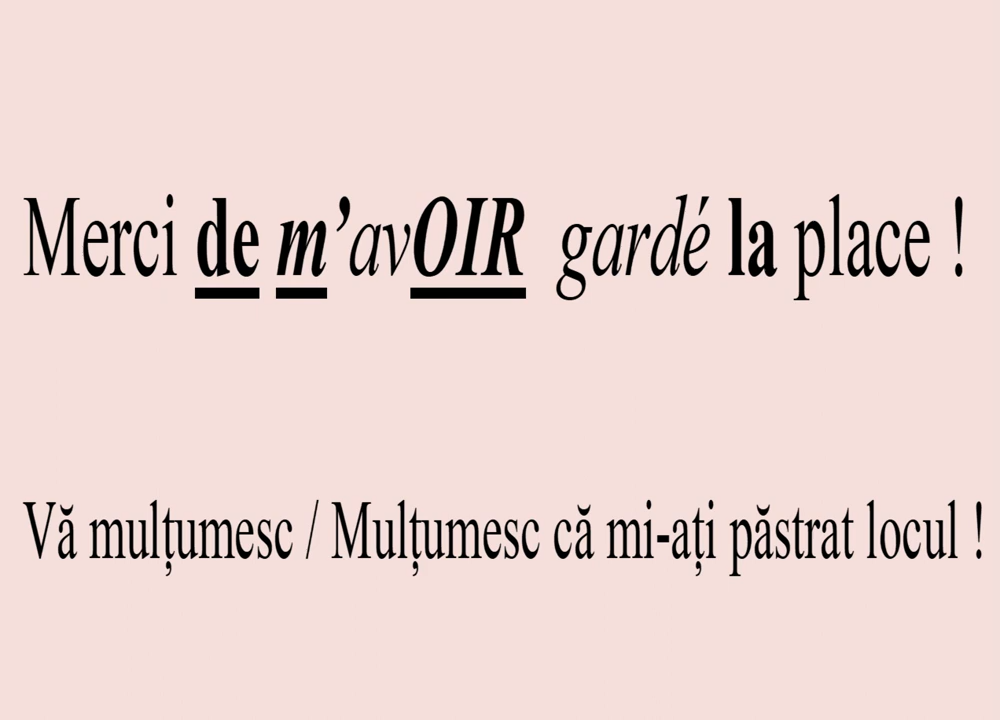 Merci de m’avOIR gardé la place !
Vă mulțumesc / Mulțumesc că mi-ați păstrat locul !